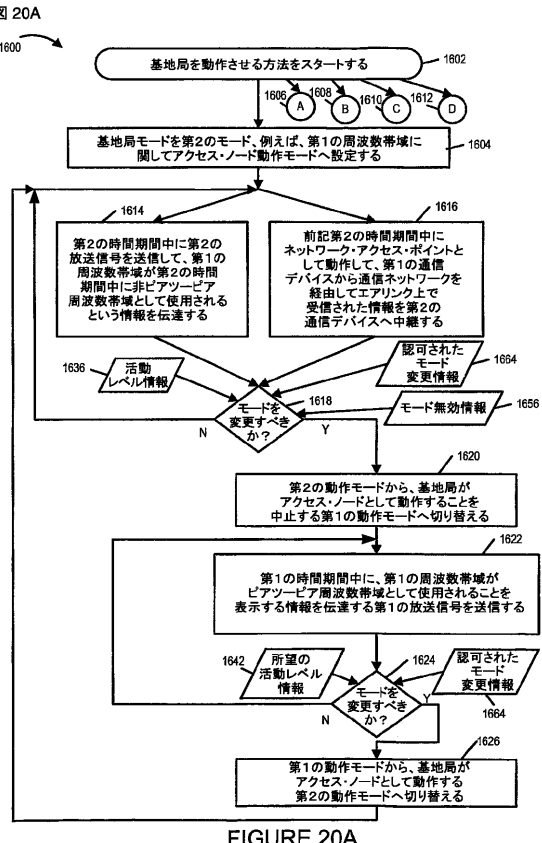 図 20A
1600
基地局を動作させる方法をスタートする
1602
1606
A
1608
B
1610
C
1612
D
基地局モードを第2のモード、例えば、第1の周波数帯域に
関してアクセス・ノード動作モードへ設定する
1604
1614
第2の時間期間中に第2の
放送信号を送信して、第1の
周波数帯域が第2の時間
期間中に非ピアツーピア
周波数帯域として使用される
という情報を伝達する
1616
前記第2の時間期間中に
ネットワーク・アクセス・ポイントと
して動作して、第1の通信
デバイスから通信ネットワークを
経由してエアリンク上で
受信された情報を第2の
通信デバイスへ中継する
1636
活動
レベル情報
認可された
モード
変更情報
1664
1618
モードを
変更すべき
か?
モード無効情報
1656
N
Y
1620
第2の動作モードから、基地局が
アクセス・ノードとして動作することを
中止する第1の動作モードへ切り替える
1622
第1の時間期間中に、第1の周波数帯域が
ピアツーピア周波数帯域として使用されることを
表示する情報を伝達する第1の放送信号を送信する
1642
所望の
活動レベル
情報
1624
モードを
変更すべき
か?
認可された
モード
変更情報
1664
N
Y
1626
第1の動作モードから、基地局が
アクセス・ノードとして動作する
第2の動作モードへ切り替える
FIGURE 20A